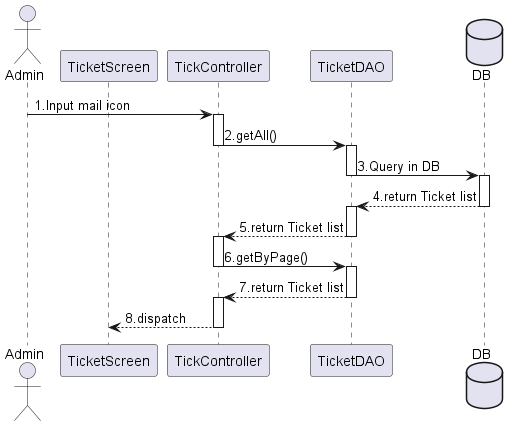 Admin
TicketScreen
TickController
TicketDAO
DB
1.Input mail icon
2.getAll()
3.Query in DB
4.return Ticket list
5.return Ticket list
6.getByPage()
7.return Ticket list
8.dispatch
Admin
TicketScreen
TickController
TicketDAO
DB